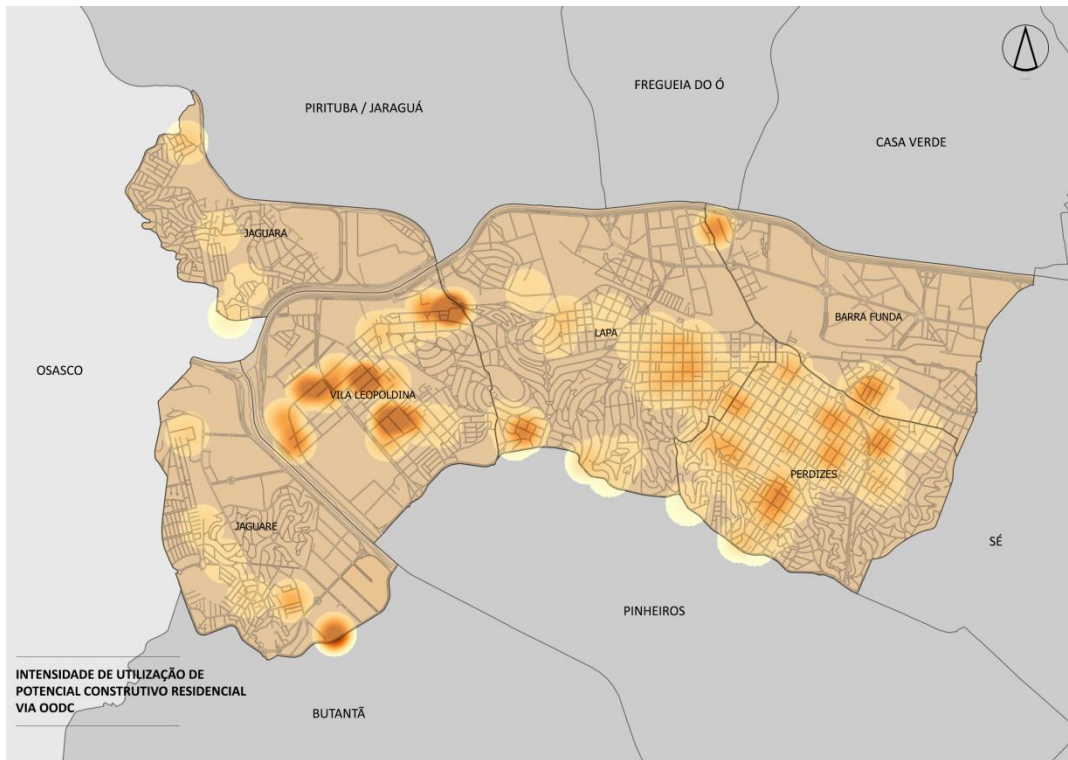 FREGUEIA DO Ó
PIRITUBA / JARAGUÁ
CASA VERDE
JAGUARA
BARRA FUNDA
LAPA
OSASCO
VILA LEOPOLDINA
PERDIZES
JAGUARE
SÉ
PINHEIROS
INTENSIDADE DE UTILIZAÇÃO DE
POTENCIAL CONSTRUTIVO RESIDENCIAL
VIA OODC
BUTANTÃ